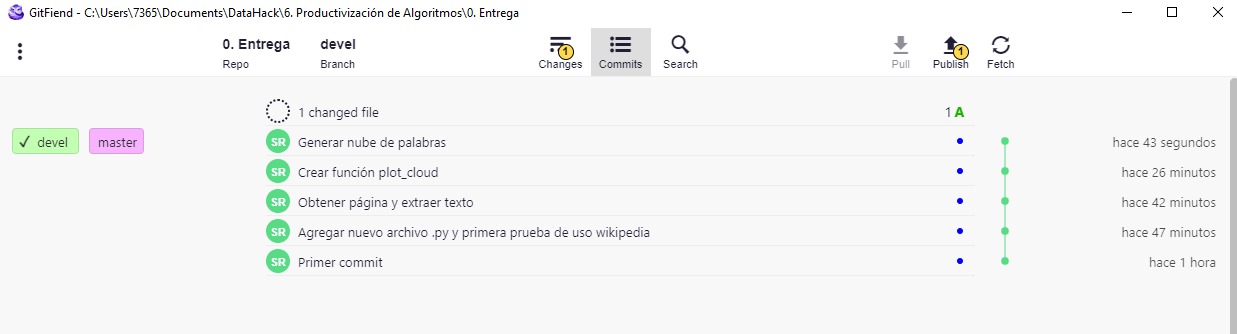 GitFiend - C:\Users\7365\Documents\DataHack\6. Productivización de Algoritmos\0. Entrega
0. Entrega
Repo
devel
Branch
1
Changes
Commits
Search
Pull
1
Publish
Fetch
1 changed file
1 A
devel
master
SR Generar nube de palabras hace 43 segundos
SR Crear función plot_cloud hace 26 minutos
SR Obtener página y extraer texto hace 42 minutos
SR Agregar nuevo archivo .py y primera prueba de uso wikipedia hace 47 minutos
SR Primer commit hace 1 hora